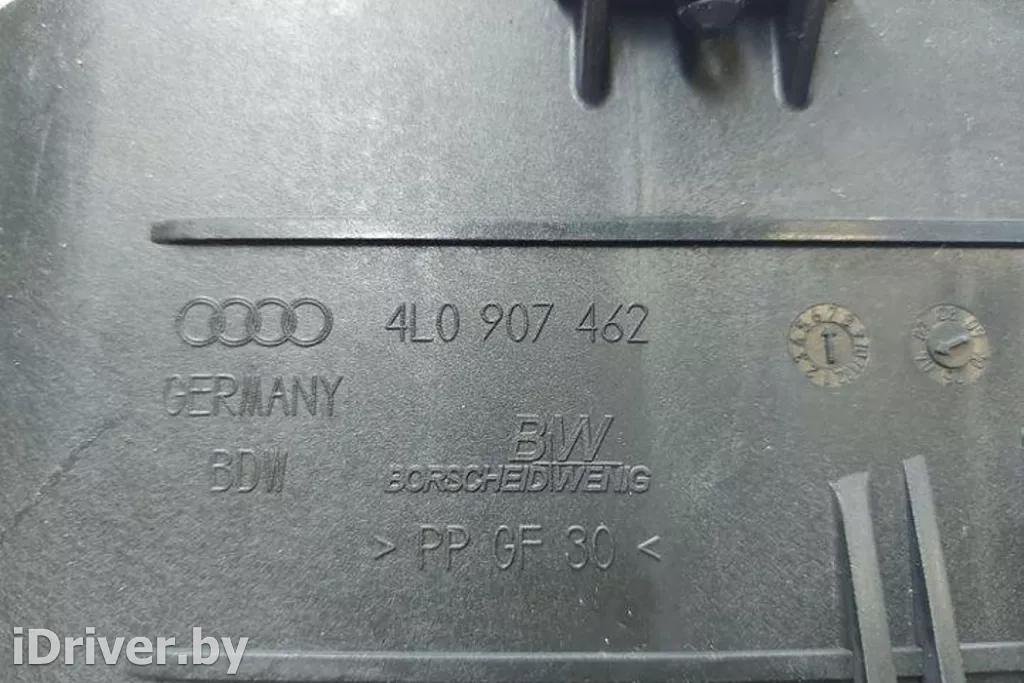 4L0 907 462
GERMANY
BW
BDW
BORSCHEIDWENIG
> PP GF 30 <
iDriver.by